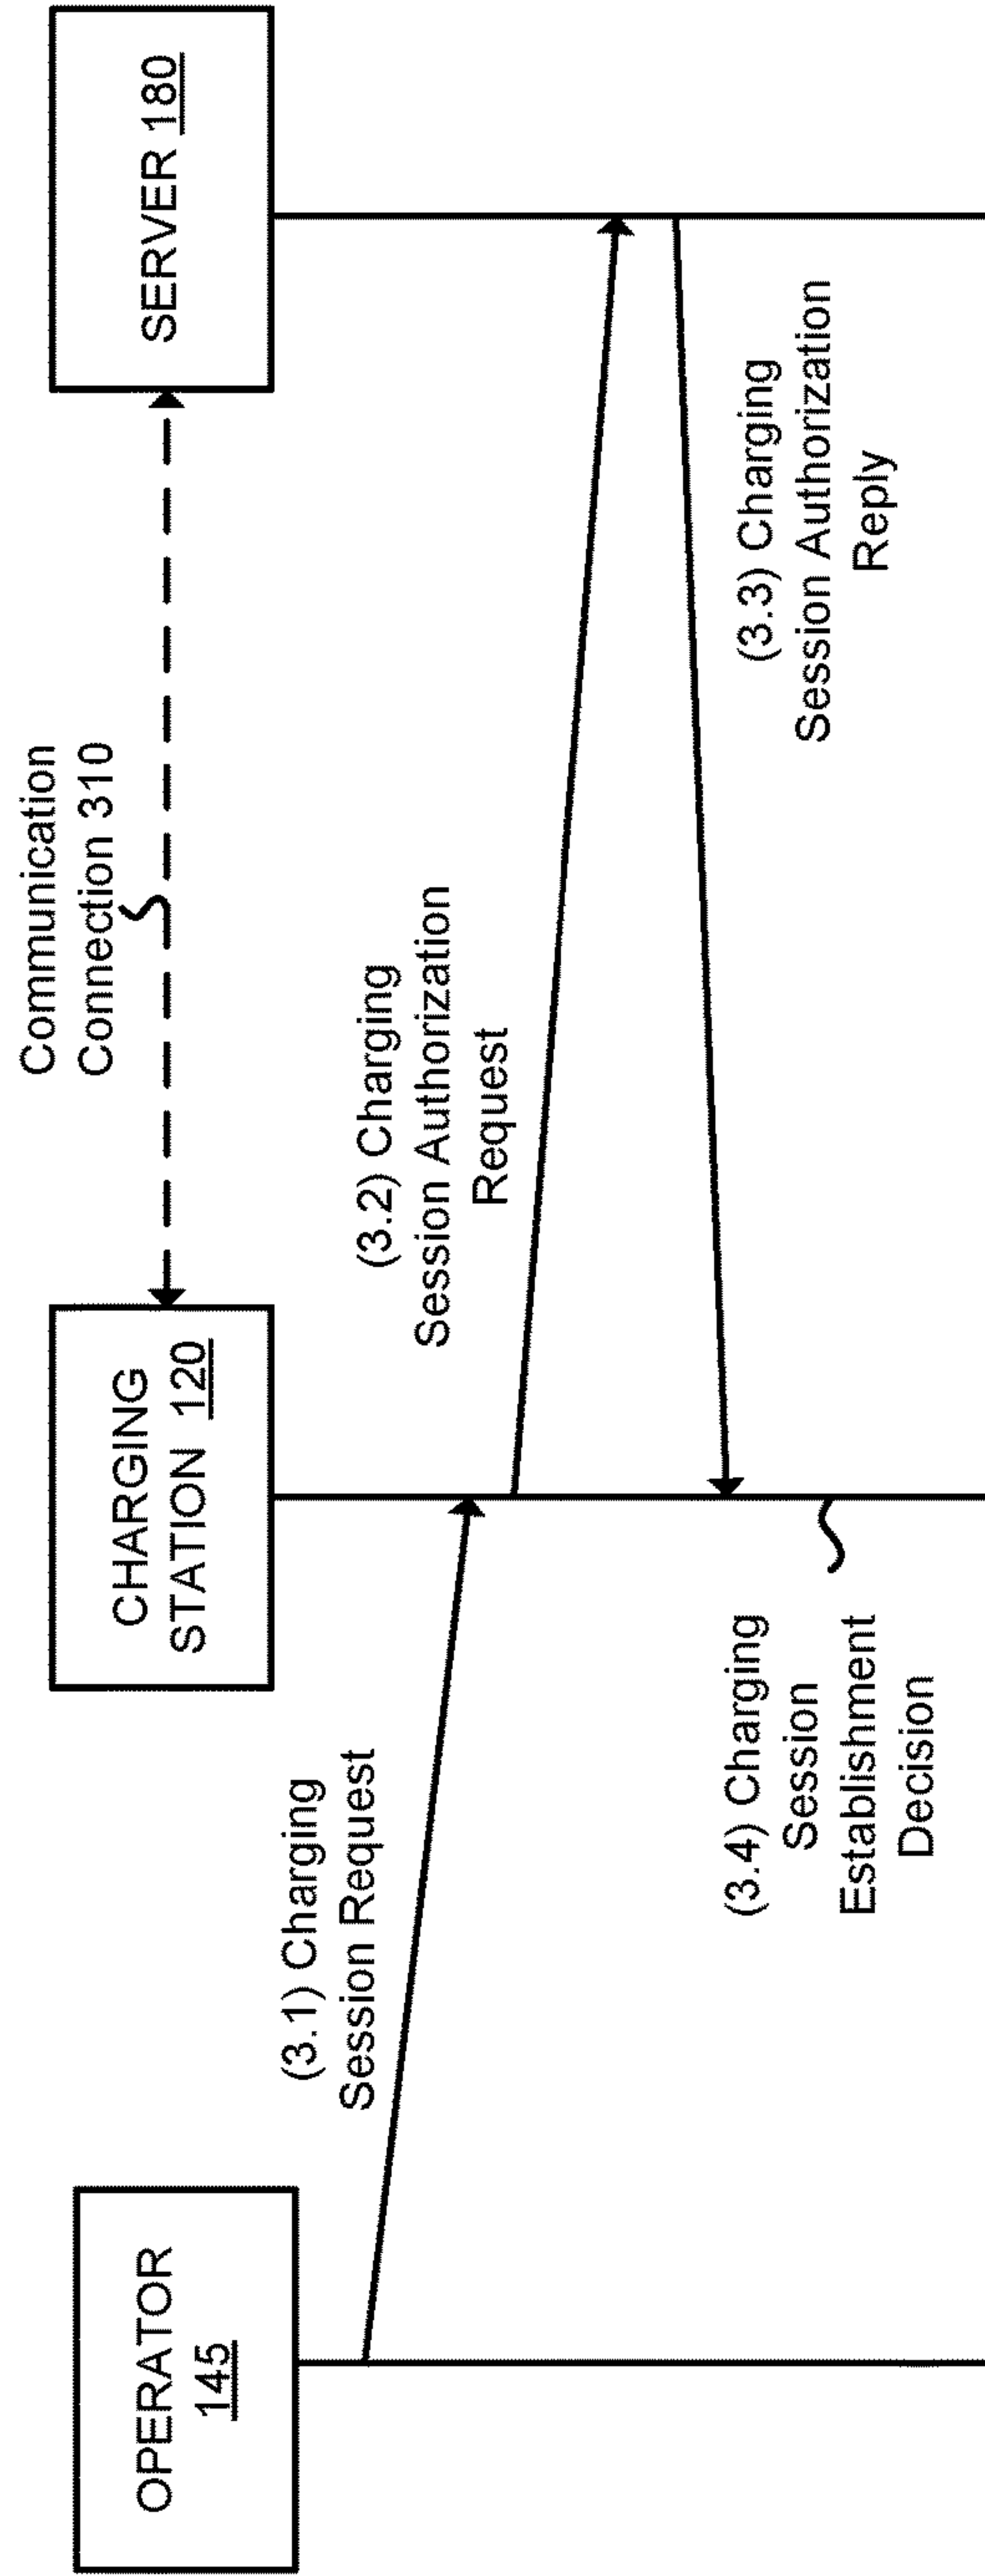 OPERATOR
145
CHARGING
STATION 120
Communication
Connection 310
SERVER 180
(3.1) Charging
Session Request
(3.2) Charging
Session Authorization
Request
(3.3) Charging
Session Authorization
Reply
(3.4) Charging
Session
Establishment
Decision